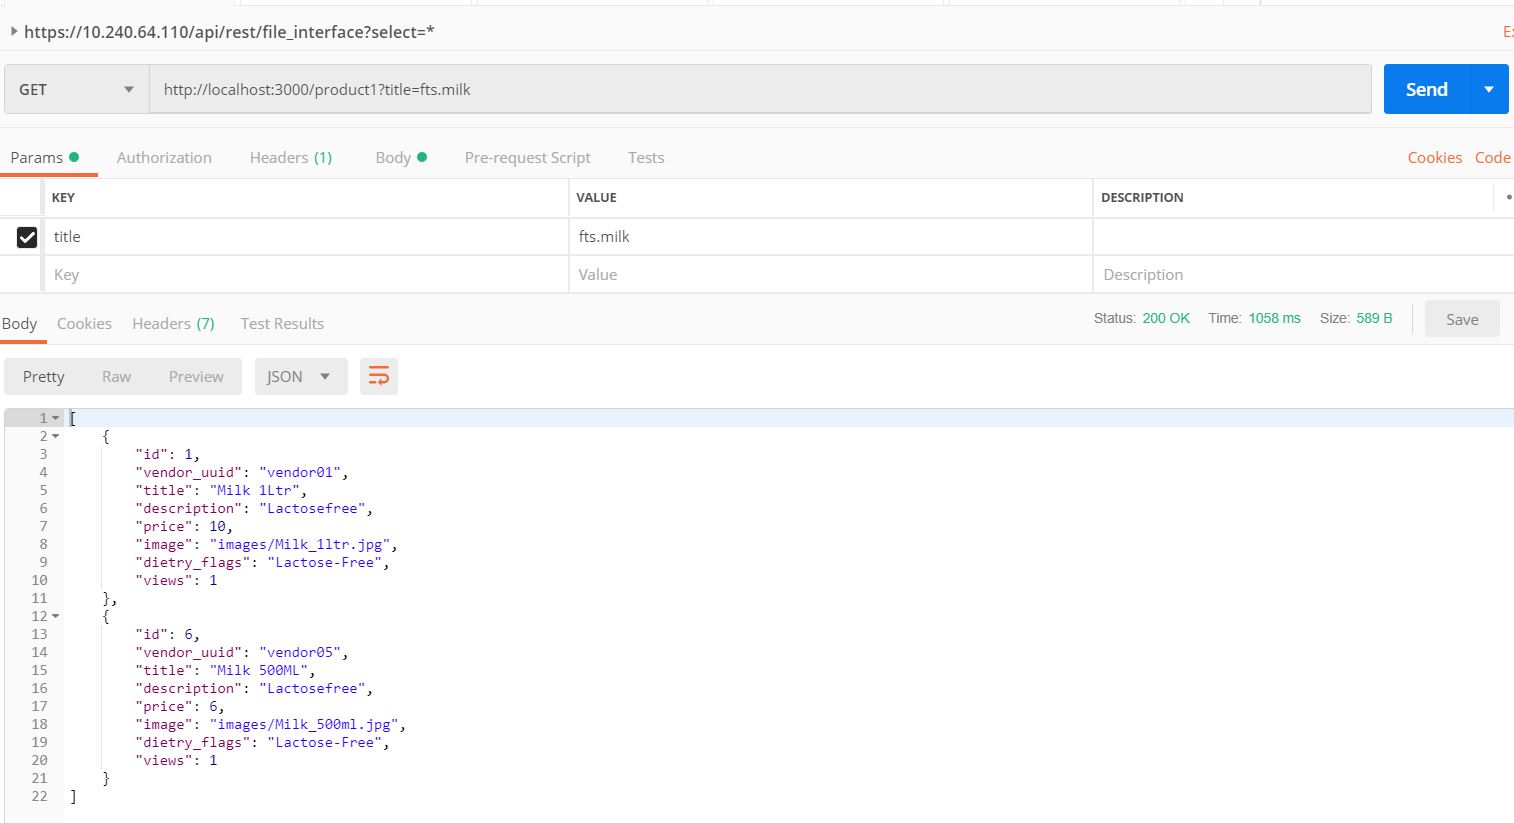 https://10.240.64.110/api/rest/file_interface?select=*
GET http://localhost:3000/product1?title=fts.milk Send
Params Authorization Headers (1) Body Pre-request Script Tests Cookies Code
KEY VALUE DESCRIPTION
title fts.milk
Key Value Description
Body Cookies Headers (7) Test Results Status: 200 OK Time: 1058 ms Size: 589 B Save
Pretty Raw Preview JSON
1 [
2 {
3 "id": 1,
4 "vendor_uuid": "vendor01",
5 "title": "Milk 1Ltr",
6 "description": "Lactosefree",
7 "price": 10,
8 "image": "images/Milk_1ltr.jpg",
9 "dietry_flags": "Lactose-Free",
10 "views": 1
11 },
12 {
13 "id": 6,
14 "vendor_uuid": "vendor05",
15 "title": "Milk 500ML",
16 "description": "Lactosefree",
17 "price": 6,
18 "image": "images/Milk_500ml.jpg",
19 "dietry_flags": "Lactose-Free",
20 "views": 1
21 }
22 ]